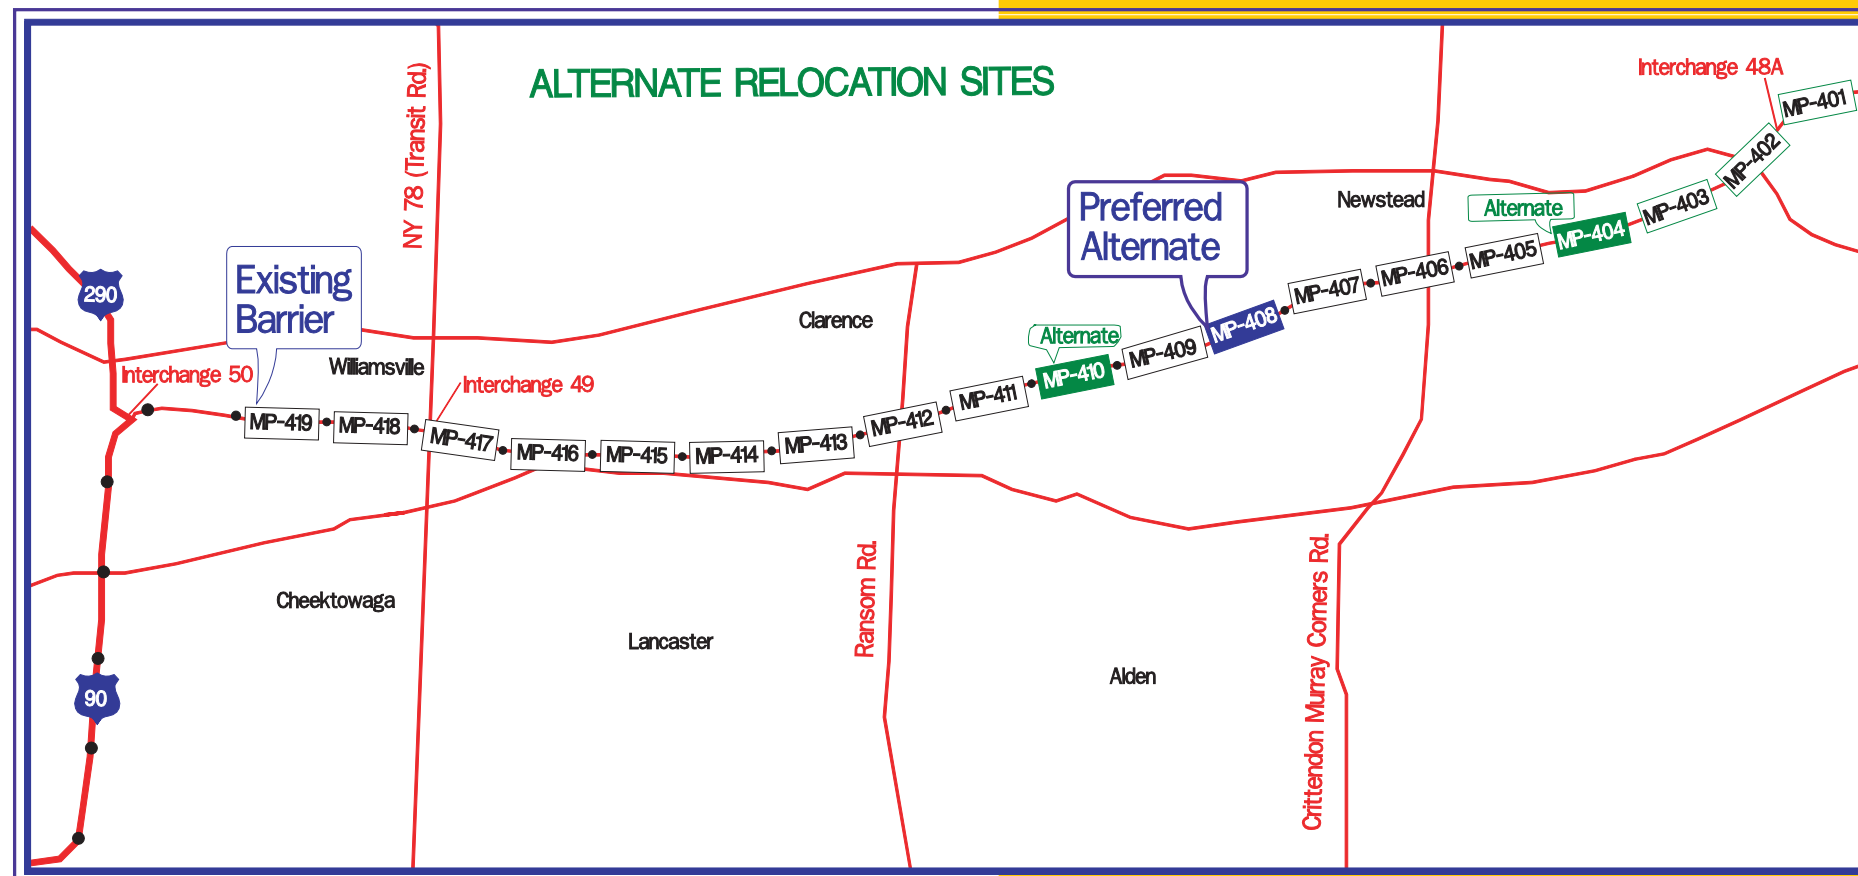 ALTERNATE RELOCATION SITES
Interchange 48A
MP-401
MP-402
MP-403
Alternate
MP-404
MP-405
MP-406
MP-407
Newstead
Preferred
Alternate
MP-408
MP-409
Alternate
MP-410
MP-411
MP-412
MP-413
MP-414
MP-415
MP-416
MP-417
MP-418
MP-419
NY 78 (Transit Rd.)
Existing
Barrier
290
Clarence
Williamsville
Interchange 50
Interchange 49
Cheektowaga
Lancaster
Ransom Rd.
Alden
Crittendon Murray Corners Rd.
90